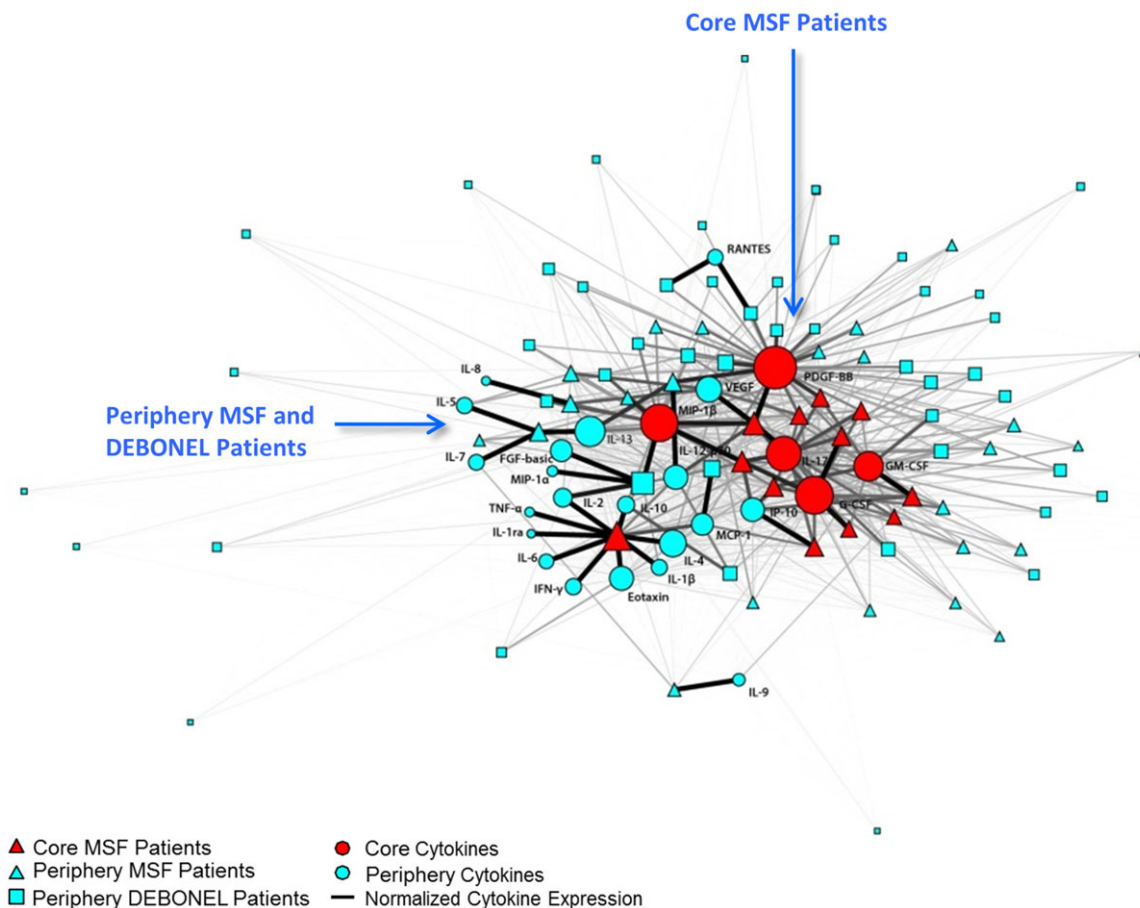 Core MSF Patients
RANTES
PDGF-BB
VEGF
IL-8
IL-5
MIP-1β
Periphery MSF and
DEBONEL Patients
IL-13
IL-12
IL-17
IL-7
FGF-basic
GM-CSF
MIP-1α
IL-2
IL-10
IP-10
G-CSF
TNF-α
IL-1ra
MCP-1
IL-6
IL-4
IL-1β
IFN-γ
Eotaxin
IL-9
Core MSF Patients
Periphery MSF Patients
Periphery DEBONEL Patients
Core Cytokines
Periphery Cytokines
Normalized Cytokine Expression